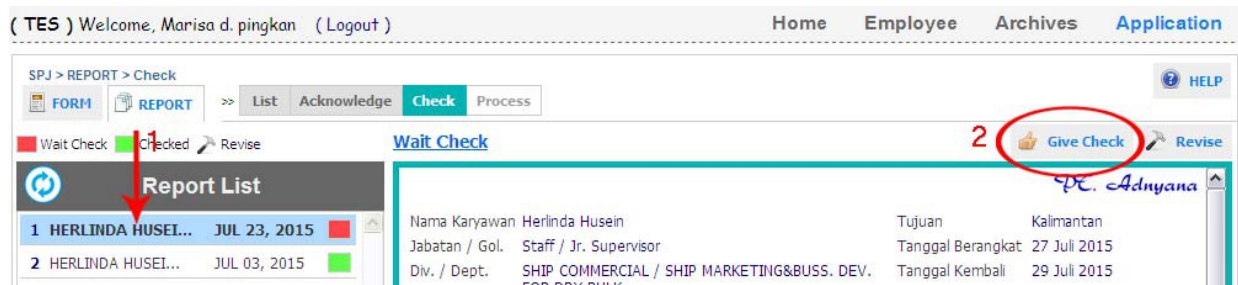 ( TES ) Welcome, Marisa d. pingkan ( Logout ) Home Employee Archives Application
SPJ > REPORT > Check
HELP
FORM REPORT >> List Acknowledge Check Process
Wait Check Checked Revise
1
Wait Check
2
Give Check Revise
Report List
1 HERLINDA HUSEI... JUL 23, 2015
2 HERLINDA HUSEI... JUL 03, 2015
PT. Adnyana
Nama Karyawan Herlinda Husein Tujuan Kalimantan
Jabatan / Gol. Staff / Jr. Supervisor Tanggal Berangkat 27 Juli 2015
Div. / Dept. SHIP COMMERCIAL / SHIP MARKETING&BUSS. DEV. Tanggal Kembali 29 Juli 2015
FOR DRY BULK